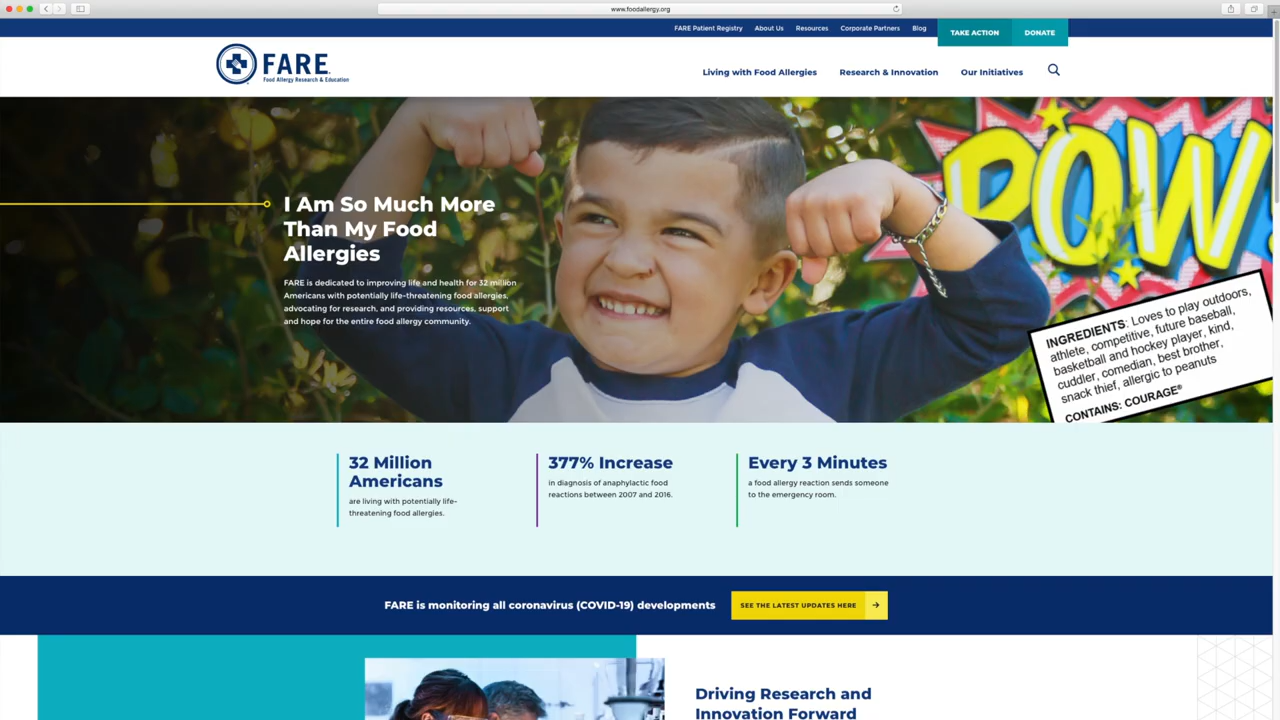 www.foodallergy.org
FARE Patient Registry About Us Resources Corporate Partners Blog TAKE ACTION DONATE
FARE
Food Allergy Research & Education
Living with Food Allergies Research & Innovation Our Initiatives
POW
I Am So Much More
Than My Food
Allergies
FARE is dedicated to improving life and health for 32 million
Americans with potentially life-threatening food allergies,
advocating for research, and providing resources, support
and hope for the entire food allergy community.
INGREDIENTS: Loves to play outdoors,
athlete, competitive, future baseball,
basketball and hockey player, kind,
cuddler, comedian, best brother,
snack thief, allergic to peanuts
CONTAINS: COURAGE®
32 Million
Americans
are living with potentially life-
threatening food allergies.
377% Increase
in diagnosis of anaphylactic food
reactions between 2007 and 2016.
Every 3 Minutes
a food allergy reaction sends someone
to the emergency room.
FARE is monitoring all coronavirus (COVID-19) developments
SEE THE LATEST UPDATES HERE
Driving Research and
Innovation Forward